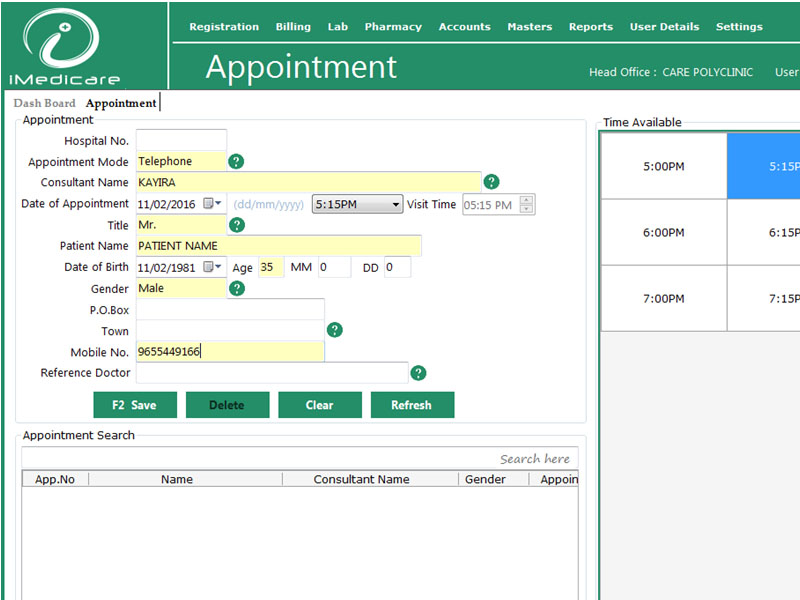 Registration Billing Lab Pharmacy Accounts Masters Reports User Details Settings
iMedicare
Appointment
Head Office : CARE POLYCLINIC User
Dash Board Appointment
Appointment
Hospital No.
Appointment Mode Telephone ?
Consultant Name KAYIRA ?
Date of Appointment 11/02/2016 (dd/mm/yyyy) 5:15PM Visit Time 05:15 PM
Title Mr. ?
Patient Name PATIENT NAME
Date of Birth 11/02/1981 Age 35 MM 0 DD 0
Gender Male ?
P.O.Box
Town ?
Mobile No. 9655449166
Reference Doctor ?
F2 Save Delete Clear Refresh
Appointment Search
Search here
App.No Name Consultant Name Gender Appoin
Time Available
5:00PM 5:15P
6:00PM 6:15P
7:00PM 7:15P